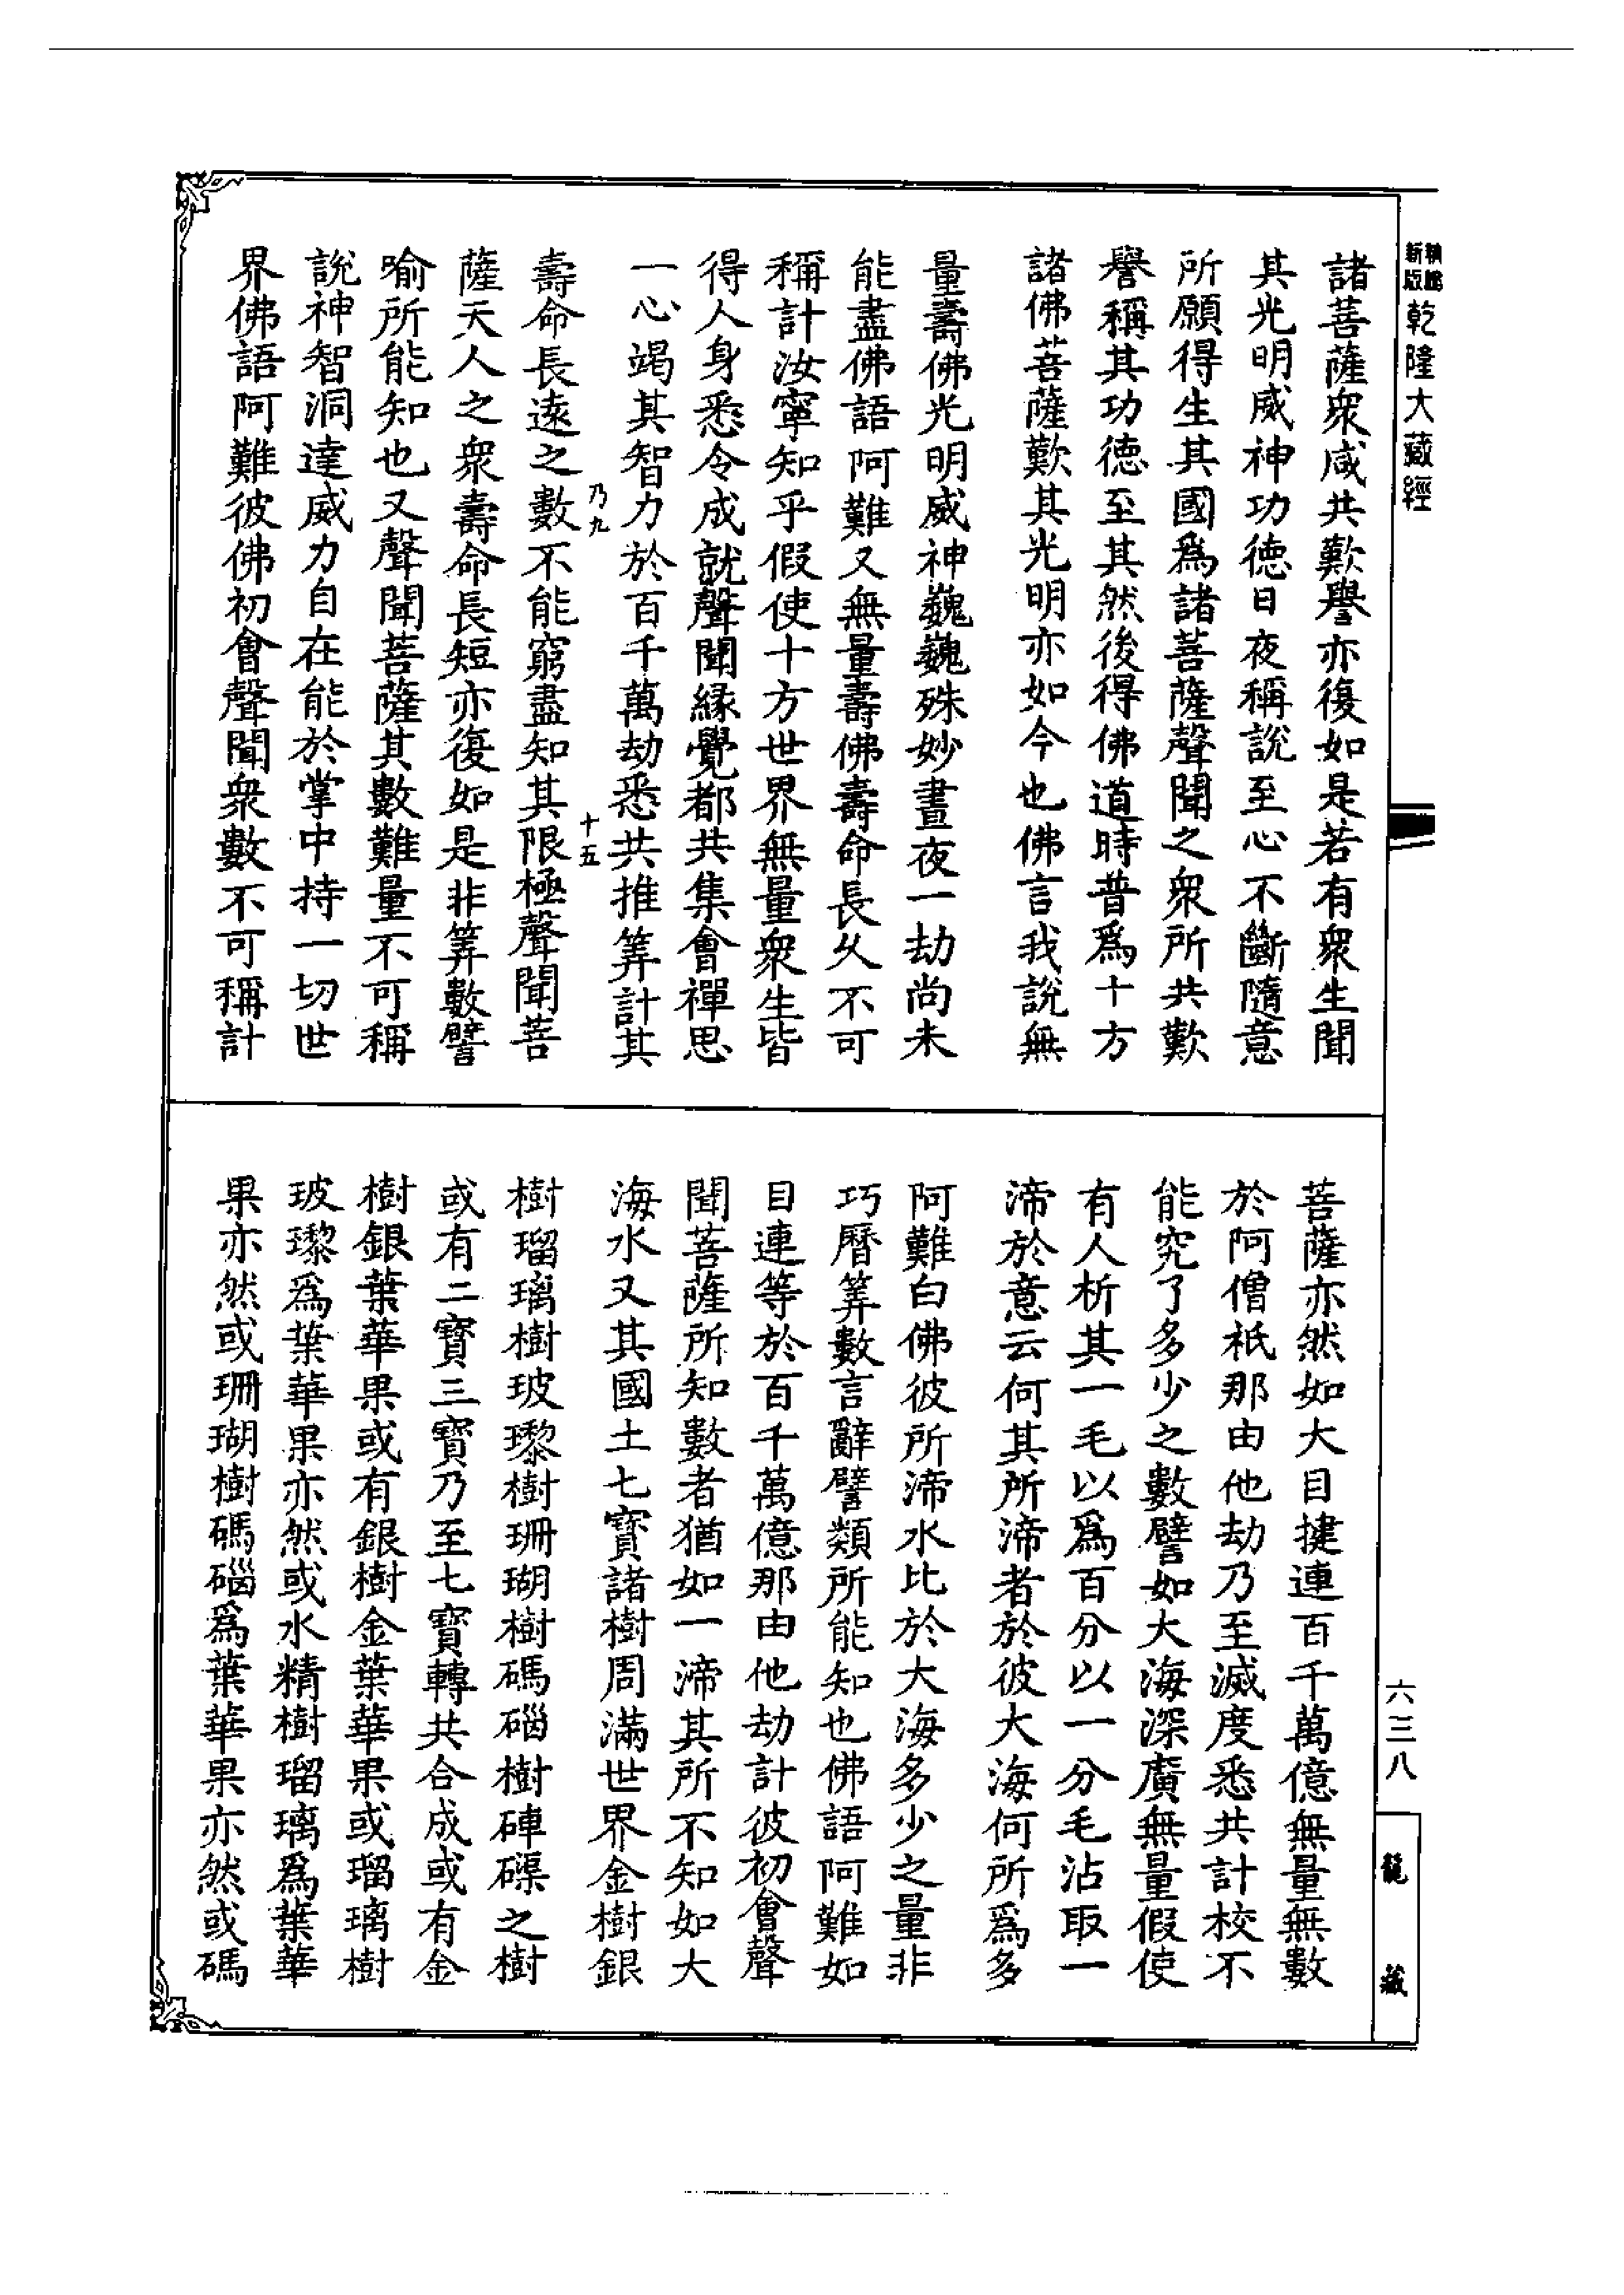 新版
乾隆大藏經
諸菩薩衆咸共歎譽亦復如是若有衆生聞
其光明威神功德日夜稱說至心不斷隨意
所願得生其國爲諸菩薩聲聞之衆所共歎
譽稱其功德至其然後得佛道時普爲十方
諸佛菩薩歎其光明亦如今也佛言我說無
量壽佛光明威神巍巍殊妙晝夜一劫尚未
能盡佛語阿難又無量壽佛壽命長久不可
稱計汝寧知乎假使十方世界無量衆生皆
得人身悉令成就聲聞緣覺都共集會禪思
一心竭其智力於百千萬劫悉共推筭計其
乃九
十五
壽命長遠之數不能窮盡知其限極聲聞菩
薩天人之衆壽命長短亦復如是非筭數譬
喻所能知也又聲聞菩薩其數難量不可稱
說神智洞達威力自在能於掌中持一切世
界佛語阿難彼佛初會聲聞衆數不可稱計
菩薩亦然如大目揵連百千萬億無量無數
於阿僧祇那由他劫乃至滅度悉共計校不
能究了多少之數譬如大海深廣無量假使
有人析其一毛以爲百分以一分毛沾取一
渧於意云何其所渧者於彼大海何所爲多
阿難白佛彼所渧水比於大海多少之量非
巧曆筭數言辭譬類所能知也佛語阿難如
目連等於百千萬億那由他劫計彼初會聲
聞菩薩所知數者猶如一渧其所不知如大
海水又其國土七寶諸樹周滿世界金樹銀
樹瑠璃樹玻瓈樹珊瑚樹碼碯樹硨磲之樹
或有二寶三寶乃至七寶轉共合成或有金
樹銀葉華果或有銀樹金葉華果或瑠璃樹
玻瓈爲葉華果亦然或水精樹瑠璃爲葉華
果亦然或珊瑚樹碼碯爲葉華果亦然或碼
六三八
龍藏